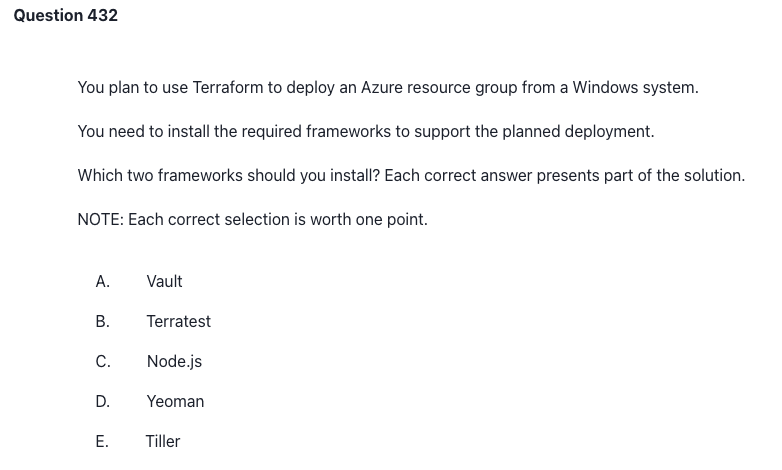 Question 432
You plan to use Terraform to deploy an Azure resource group from a Windows system.
You need to install the required frameworks to support the planned deployment.
Which two frameworks should you install? Each correct answer presents part of the solution.
NOTE: Each correct selection is worth one point.
A. Vault
B. Terratest
C. Node.js
D. Yeoman
E. Tiller